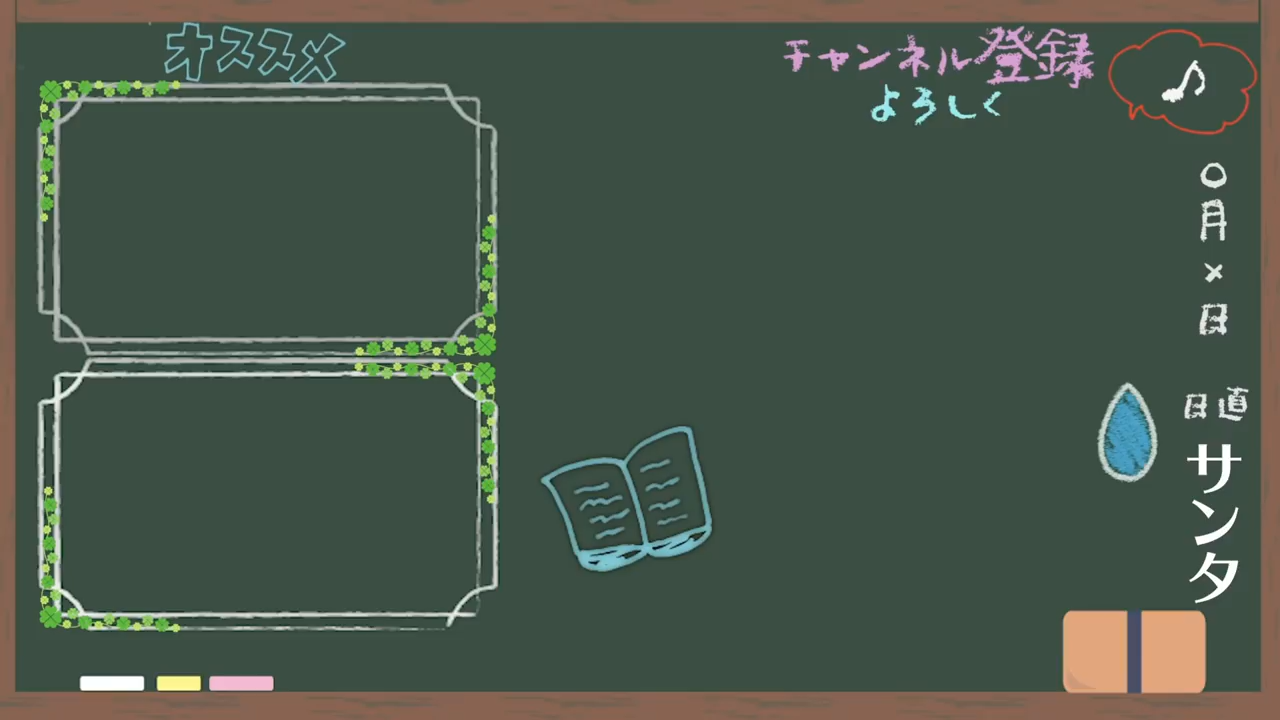 オススメ
チャンネル登録
よろしく
○月×日
日直
サンタ